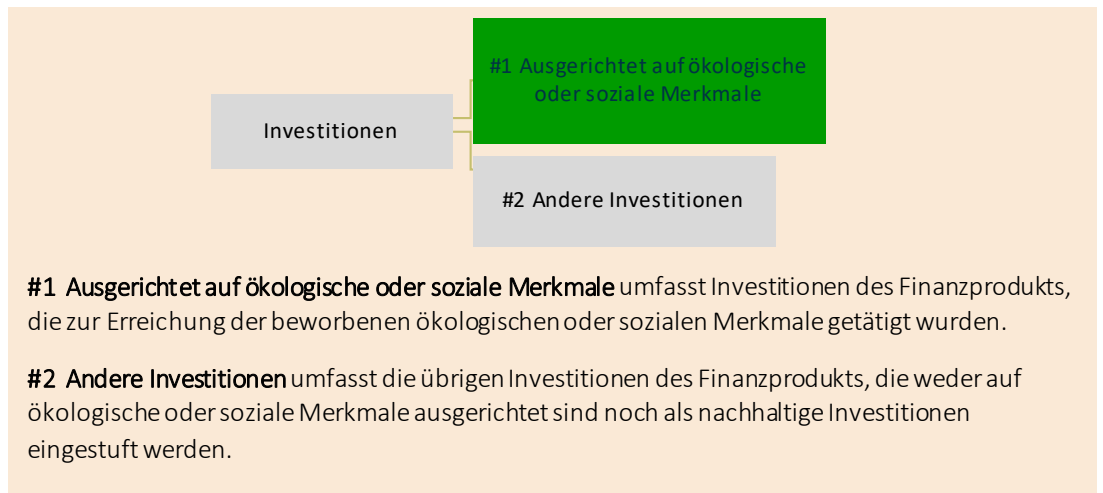 #1 Ausgerichtet auf ökologische
oder soziale Merkmale
Investitionen
#2 Andere Investitionen
#1 Ausgerichtet auf ökologische oder soziale Merkmale umfasst Investitionen des Finanzprodukts,
die zur Erreichung der beworbenen ökologischen oder sozialen Merkmale getätigt wurden.
#2 Andere Investitionen umfasst die übrigen Investitionen des Finanzprodukts, die weder auf
ökologische oder soziale Merkmale ausgerichtet sind noch als nachhaltige Investitionen
eingestuft werden.